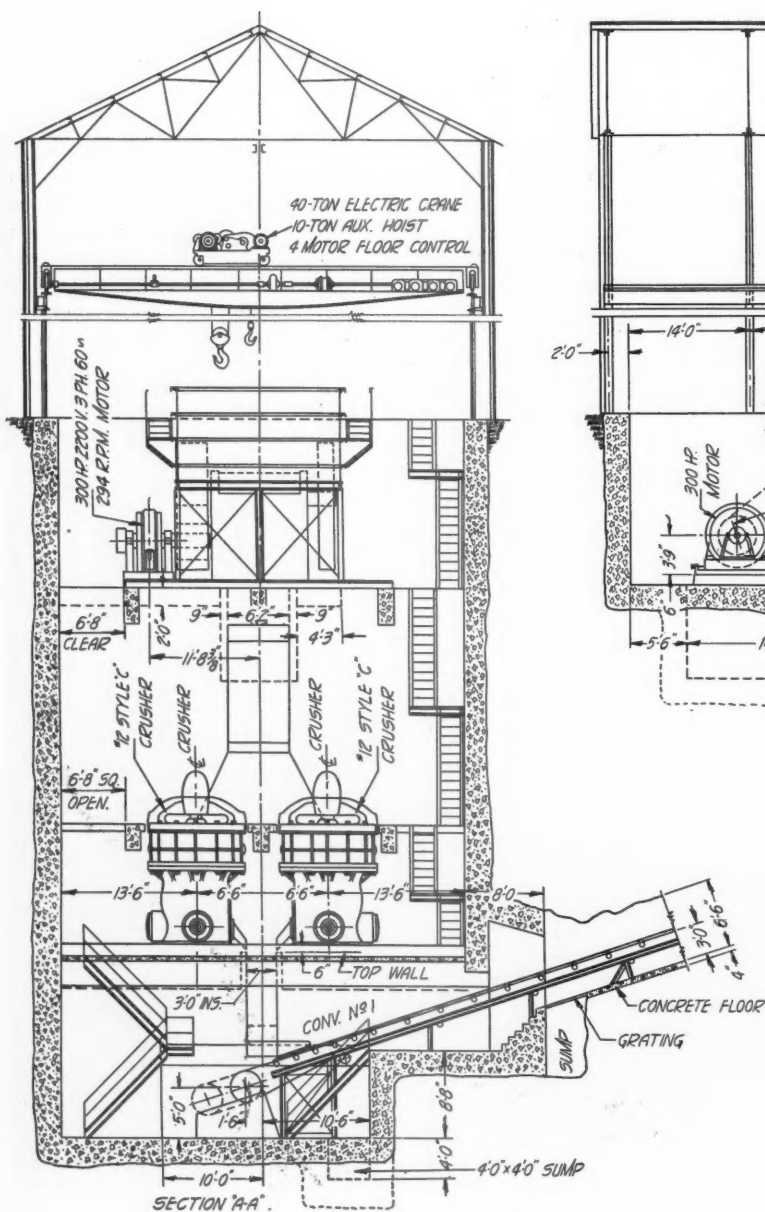 40-TON ELECTRIC CRANE
10-TON AUX. HOIST
4 MOTOR FLOOR CONTROL
14'-0"
2'-0"
300 HP. 2200 V. 3 PH. 60~
294 R.P.M. MOTOR
300 HP.
MOTOR
3'-9"
6"
5'-6"
6'-8"
CLEAR
2'-0"
9"
6'-2"
9"
4'-3"
11'-8⅜"
#12 STYLE "C"
CRUSHER
CRUSHER
CRUSHER
#12 STYLE "C"
CRUSHER
6'-8" SQ.
OPEN.
13'-6"
6'-6"
6'-6"
13'-6"
8'-0
6'-6"
3'-0"
4"
6"
TOP WALL
3'-0" INS.
CONV. Nº 1
CONCRETE FLOOR
GRATING
SUMP
5'-0"
1'-6"
10'-6"
8'-8"
4'-0"
4'-0" x 4'-0" SUMP
10'-0"
SECTION "A-A".